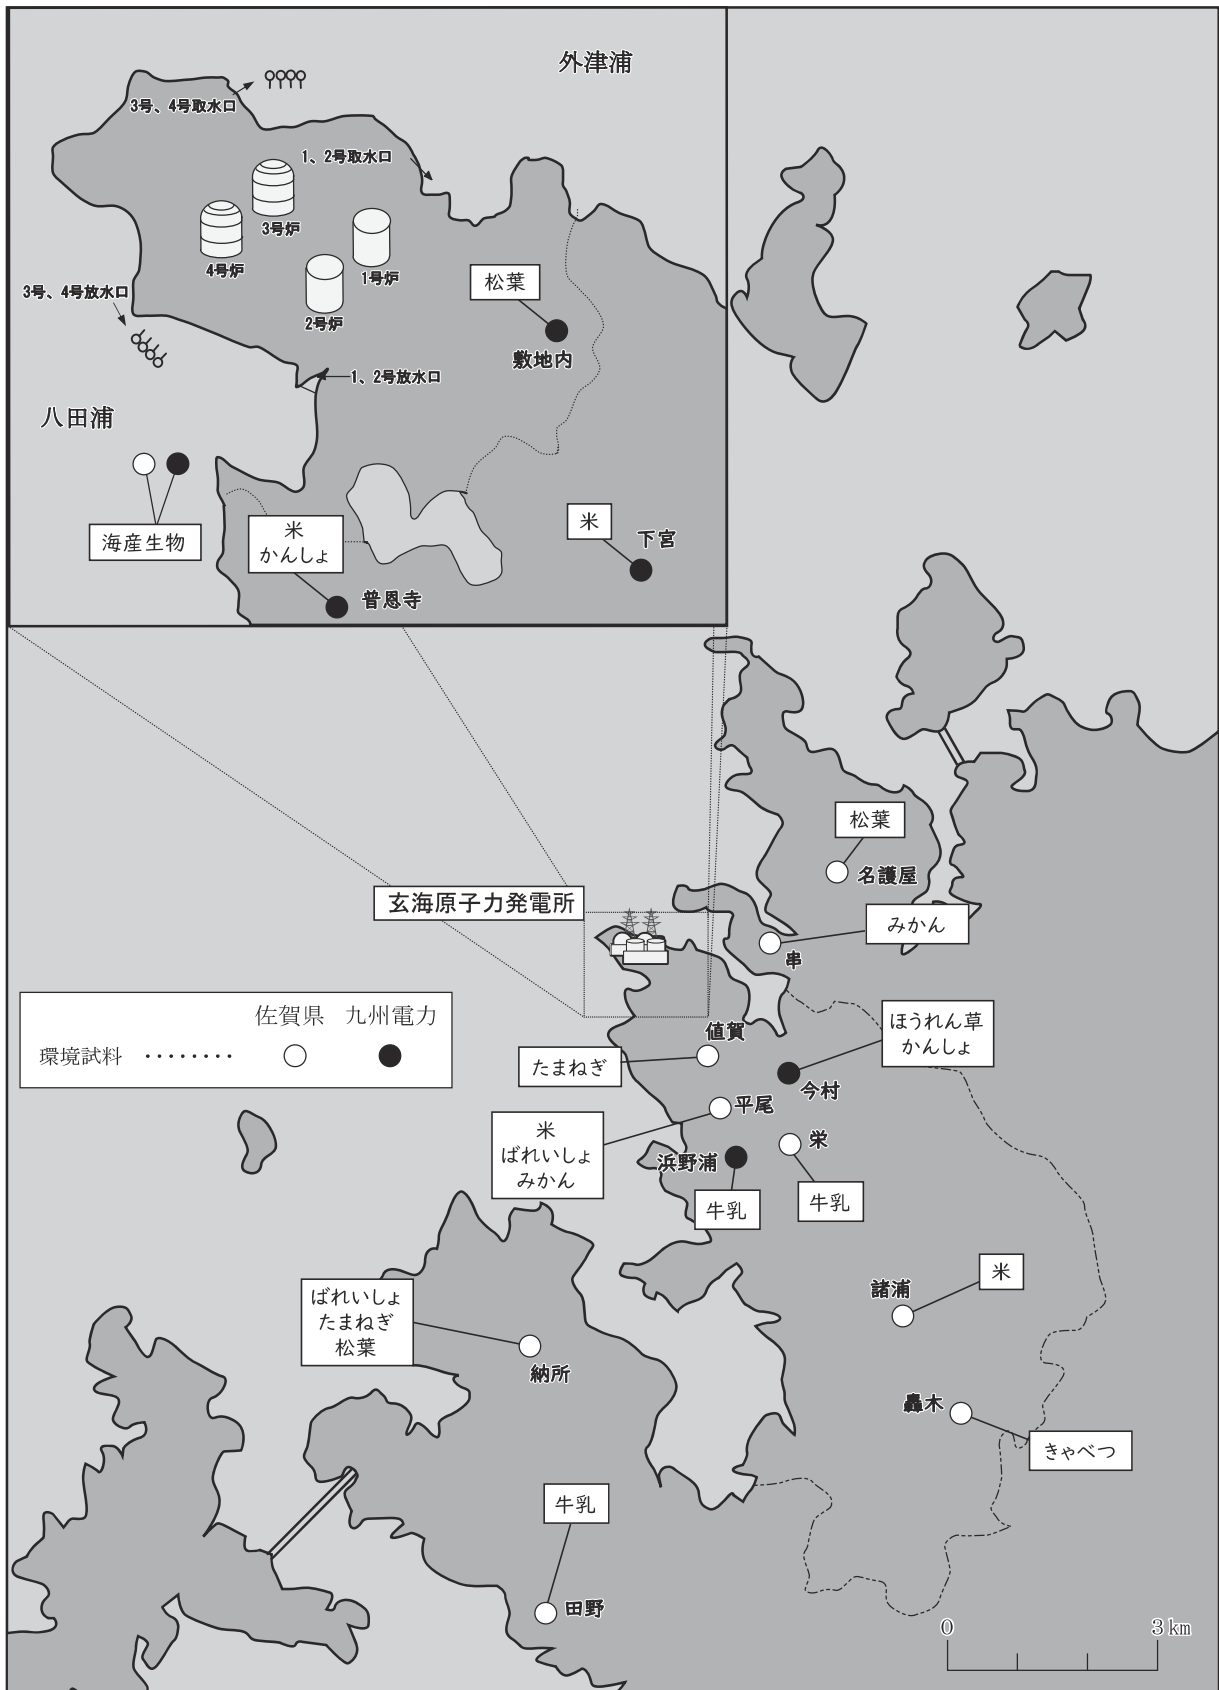 外津浦
3号、4号取水口
1、2号取水口
3号炉
4号炉
1号炉
2号炉
松葉
敷地内
3号、4号放水口
1、2号放水口
八田浦
海産生物
米
かんしょ
普恩寺
米
下宮
松葉
名護屋
玄海原子力発電所
みかん
串
佐賀県 九州電力
環境試料 ········
値賀
たまねぎ
ほうれん草
かんしょ
今村
平尾
米
ばれいしょ
みかん
栄
牛乳
浜野浦
牛乳
諸浦
米
ばれいしょ
たまねぎ
松葉
納所
轟木
きゃべつ
牛乳
田野
0 3km